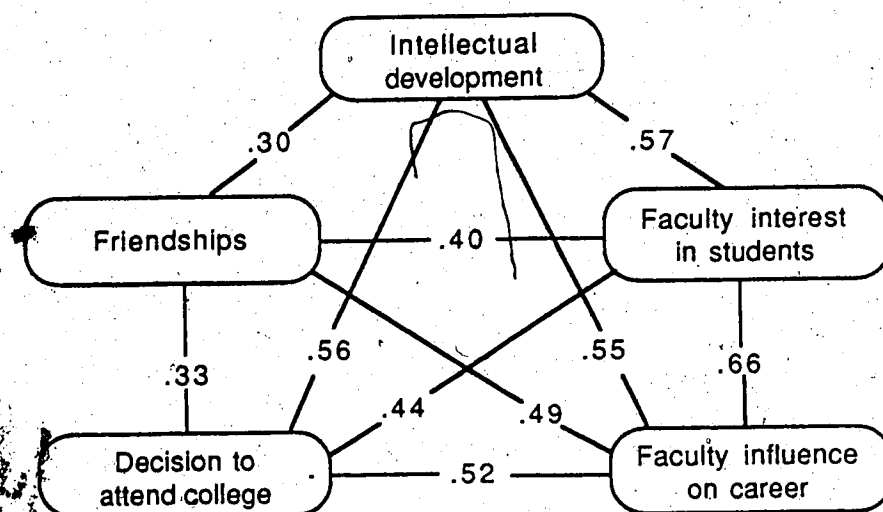 Intellectual
development
.30
.57
Friendships
.40
Faculty interest
in students
.33
.56
.55
.66
.44
.49
Decision to
attend college
.52
Faculty influence
on career